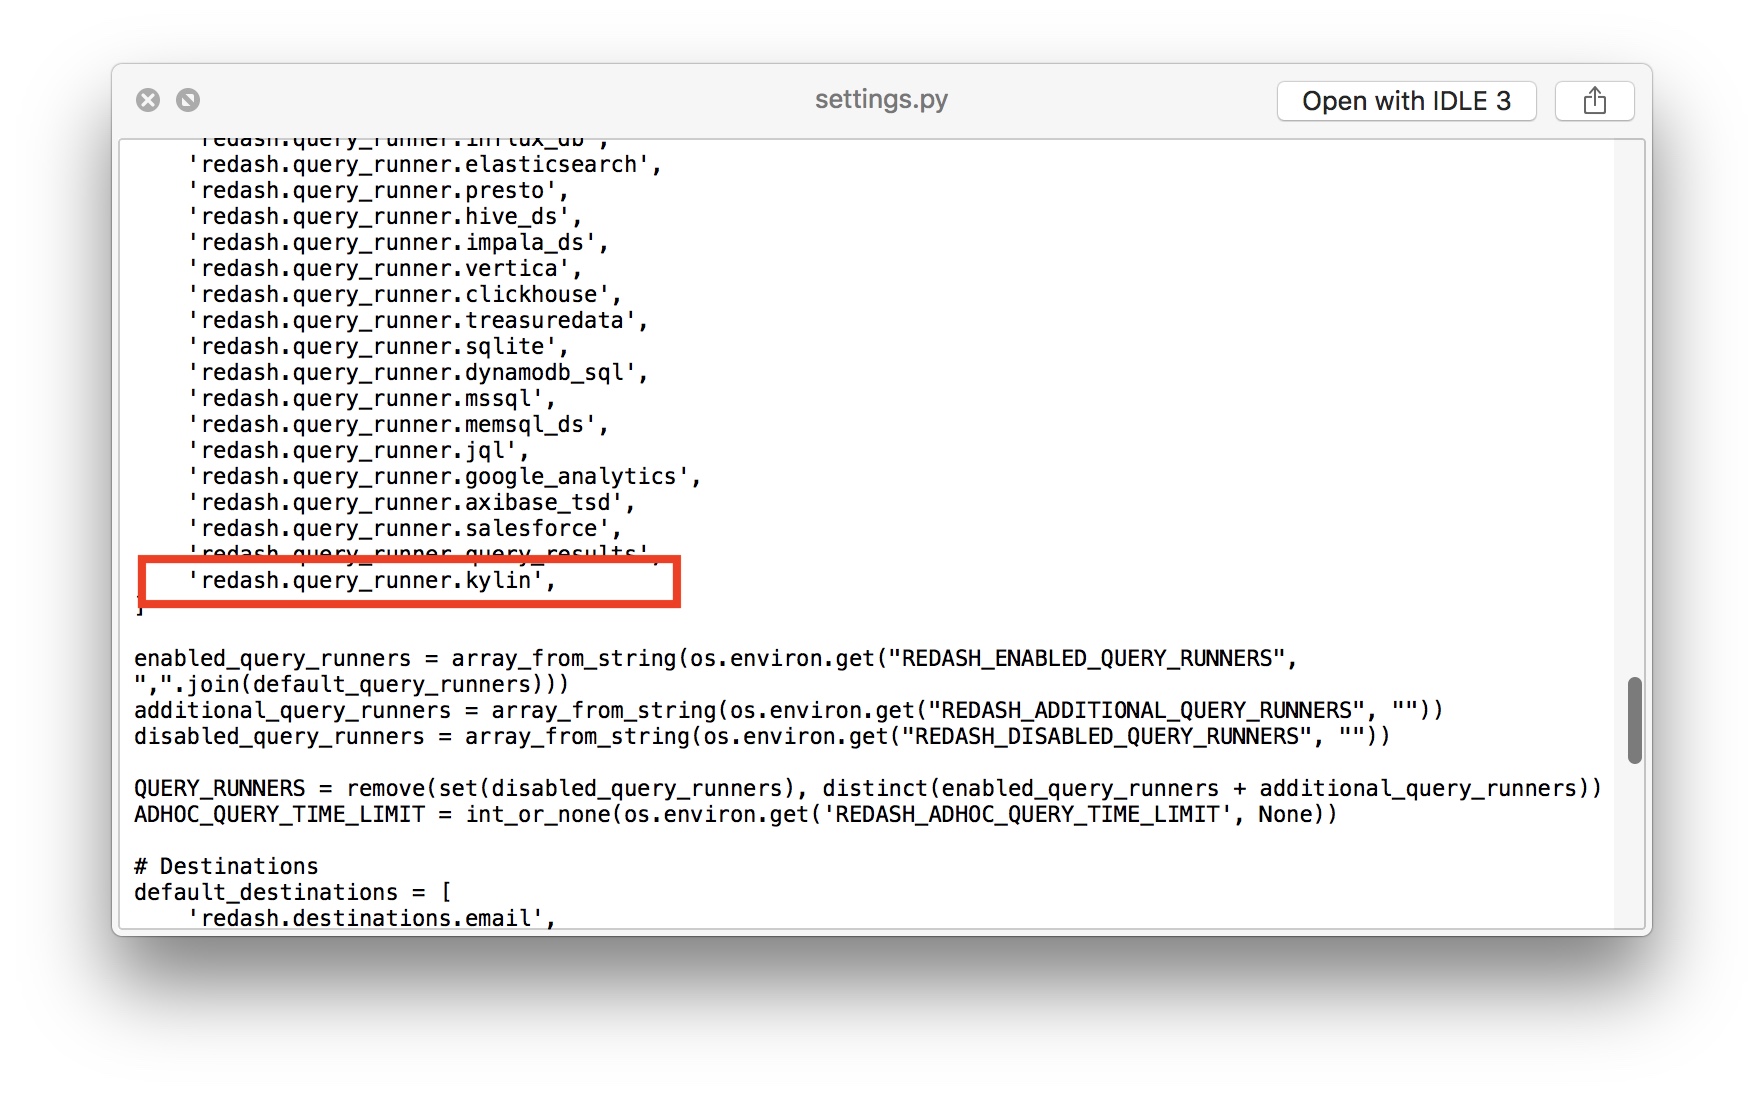 settings.py
Open with IDLE 3
'redash.query_runner.influx_db',
'redash.query_runner.elasticsearch',
'redash.query_runner.presto',
'redash.query_runner.hive_ds',
'redash.query_runner.impala_ds',
'redash.query_runner.vertica',
'redash.query_runner.clickhouse',
'redash.query_runner.treasuredata',
'redash.query_runner.sqlite',
'redash.query_runner.dynamodb_sql',
'redash.query_runner.mssql',
'redash.query_runner.memsql_ds',
'redash.query_runner.jql',
'redash.query_runner.google_analytics',
'redash.query_runner.axibase_tsd',
'redash.query_runner.salesforce',
'redash.query_runner.query_results',
'redash.query_runner.kylin',
]
enabled_query_runners = array_from_string(os.environ.get("REDASH_ENABLED_QUERY_RUNNERS",
",".join(default_query_runners)))
additional_query_runners = array_from_string(os.environ.get("REDASH_ADDITIONAL_QUERY_RUNNERS", ""))
disabled_query_runners = array_from_string(os.environ.get("REDASH_DISABLED_QUERY_RUNNERS", ""))
QUERY_RUNNERS = remove(set(disabled_query_runners), distinct(enabled_query_runners + additional_query_runners))
ADHOC_QUERY_TIME_LIMIT = int_or_none(os.environ.get('REDASH_ADHOC_QUERY_TIME_LIMIT', None))
# Destinations
default_destinations = [
'redash.destinations.email',